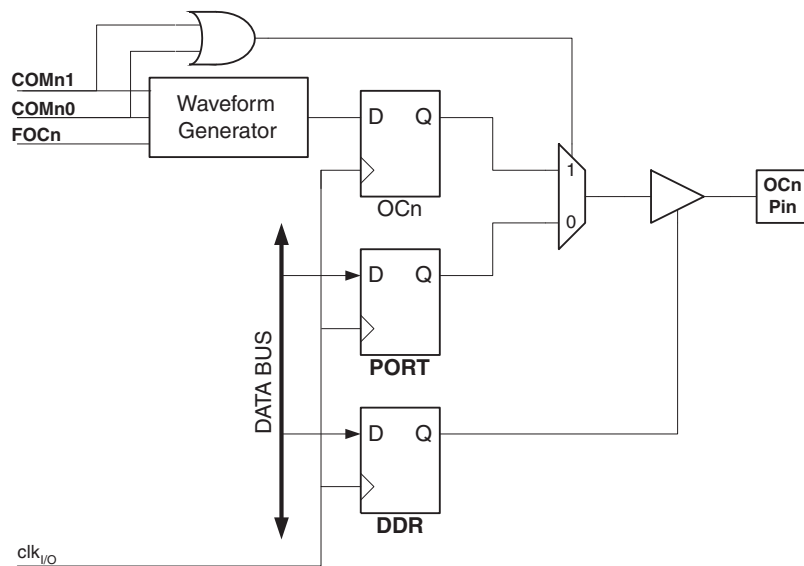 COMn1
COMn0
FOCn
Waveform
Generator
D Q
OCn
1
0
OCn
Pin
D Q
PORT
DATA BUS
D Q
DDR
clkI/O